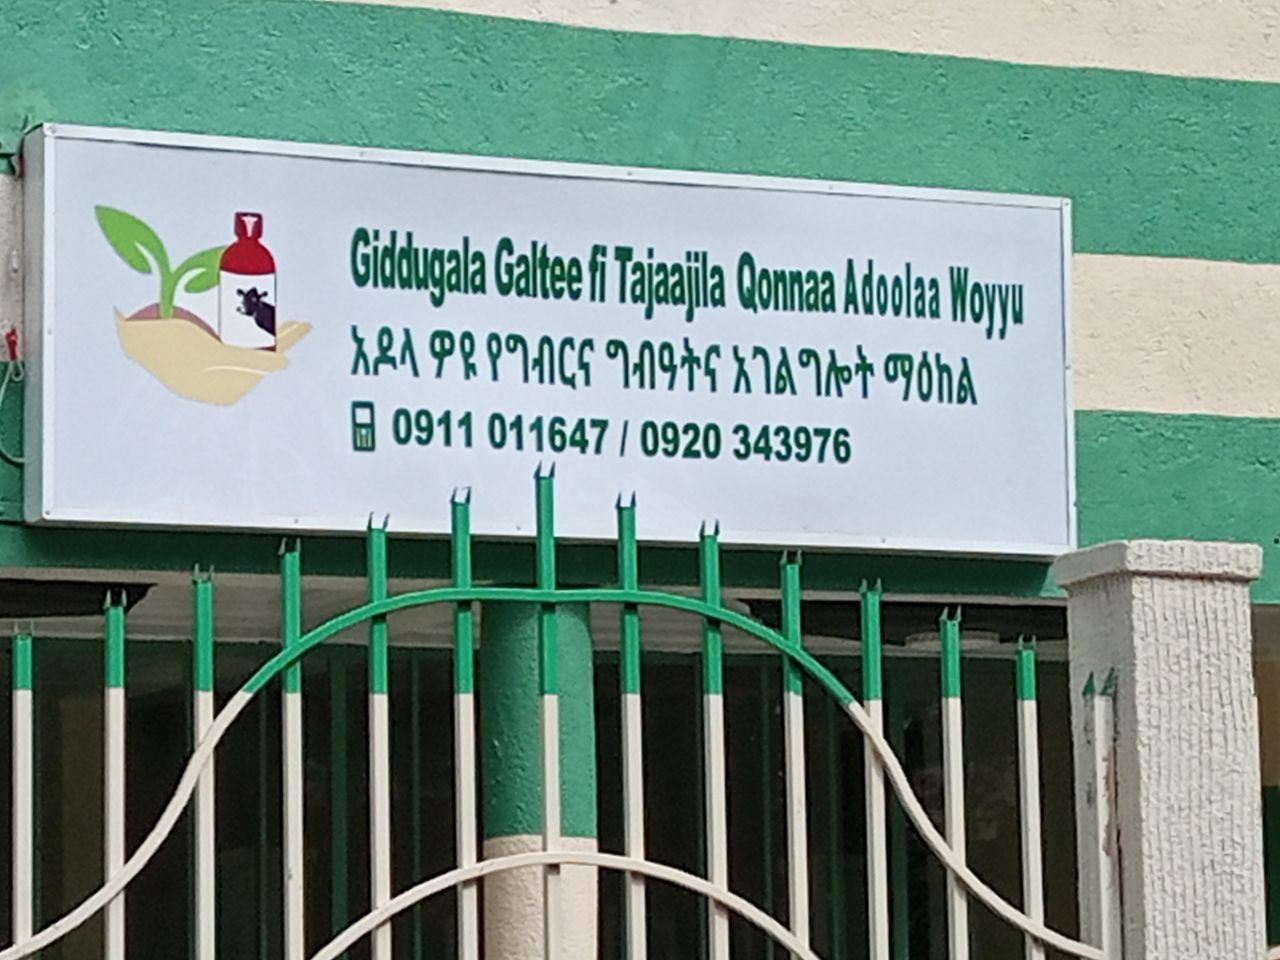 Giddugala Galtee fi Tajaajila Qonnaa Adoolaa Woyyu
አዶላ ዎዩ የግብርና ግብዓትና አገልግሎት ማዕከል
0911 011647 / 0920 343976